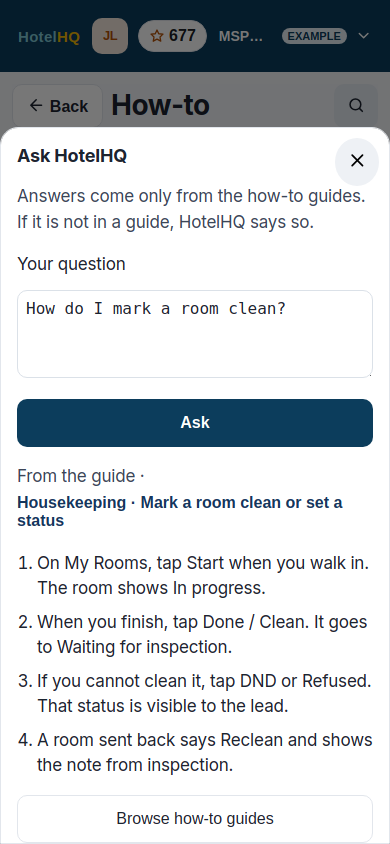 HotelHQ JL 677 MSP... EXAMPLE
Back How-to
Ask HotelHQ
Answers come only from the how-to guides.
If it is not in a guide, HotelHQ says so.
Your question
How do I mark a room clean?
Ask
From the guide ·
Housekeeping · Mark a room clean or set a
status
1. On My Rooms, tap Start when you walk in.
The room shows In progress.
2. When you finish, tap Done / Clean. It goes
to Waiting for inspection.
3. If you cannot clean it, tap DND or Refused.
That status is visible to the lead.
4. A room sent back says Reclean and shows
the note from inspection.
Browse how-to guides